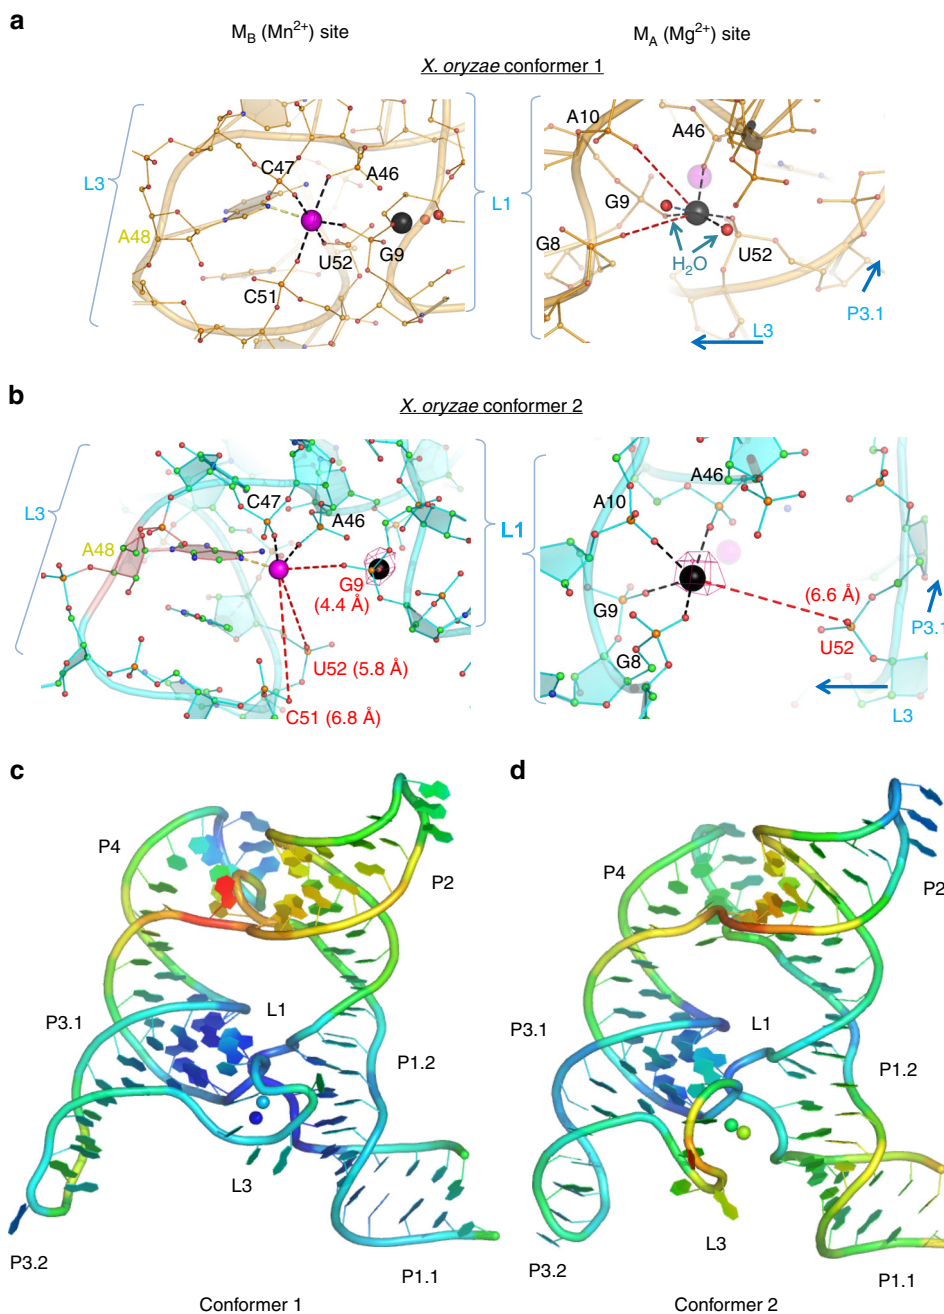 a
M_B (Mn²⁺) site
M_A (Mg²⁺) site
X. oryzae conformer 1
L3
C47
A46
A48
U52
G9
C51
L1
A10
A46
G9
G8
H₂O
U52
P3.1
L3
b
X. oryzae conformer 2
L3
C47
A46
A48
G9
(4.4 Å)
U52 (5.8 Å)
C51 (6.8 Å)
L1
A46
A10
(6.6 Å)
G9
U52
P3.1
G8
L3
c
d
P4
P2
P3.1
L1
P1.2
L3
P3.2
P1.1
Conformer 1
P4
P2
P3.1
L1
P1.2
L3
P3.2
P1.1
Conformer 2